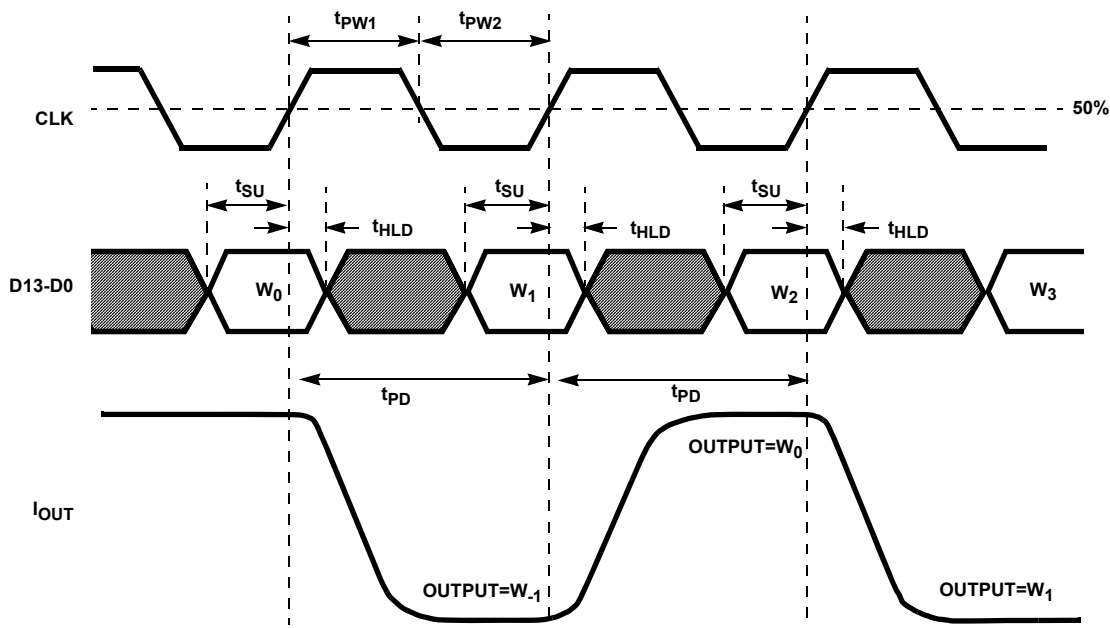 tPW1 tPW2
CLK 50%
tSU tSU tSU
tHLD tHLD tHLD
D13-D0 W0 W1 W2 W3
tPD tPD
OUTPUT=W0
IOUT
OUTPUT=W-1 OUTPUT=W1